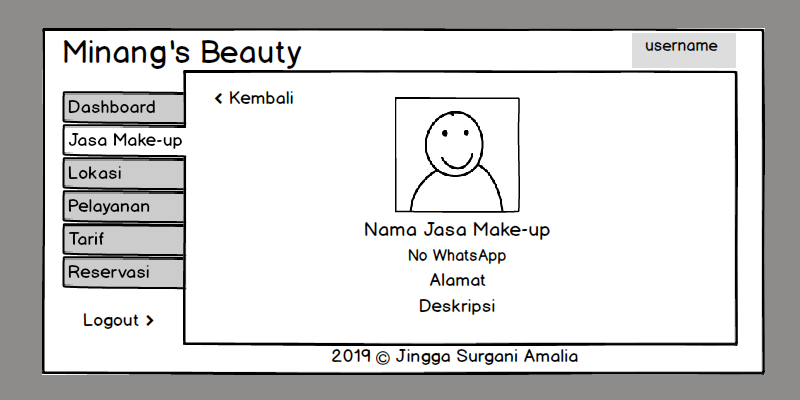 Minang's Beauty
username
Dashboard
Jasa Make-up
Lokasi
Pelayanan
Tarif
Reservasi
Logout >
< Kembali
Nama Jasa Make-up
No WhatsApp
Alamat
Deskripsi
2019 © Jingga Surgani Amalia